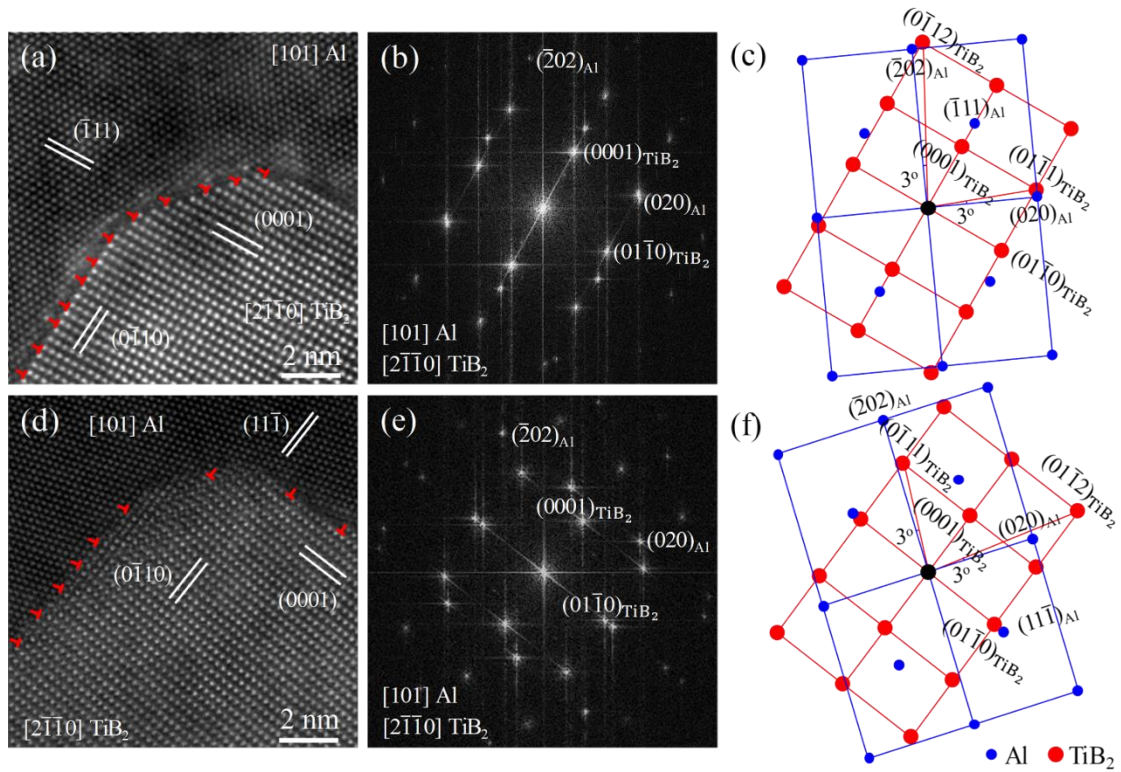 (a)
[101] Al
(1̅11)
(0001)
[21̅1̅0] TiB₂
(01̅10)
2 nm
(b)
(2̅02)Al
(0001)TiB₂
(020)Al
(011̅0)TiB₂
[101] Al
[21̅1̅0] TiB₂
(c)
(01̅12)TiB₂
(2̅02)Al
(1̅11)Al
(0001)TiB₂
(011̅1)TiB₂
3°
3°
(020)Al
(011̅0)TiB₂
(d)
[101] Al
(111̅)
(01̅10)
(0001)
[21̅1̅0] TiB₂
2 nm
(e)
(2̅02)Al
(0001)TiB₂
(020)Al
(011̅0)TiB₂
[101] Al
[21̅1̅0] TiB₂
(f)
(2̅02)Al
(01̅11)TiB₂
(011̅2)TiB₂
(0001)TiB₂
(020)Al
3°
3°
(111̅)Al
(011̅0)TiB₂
Al
TiB₂